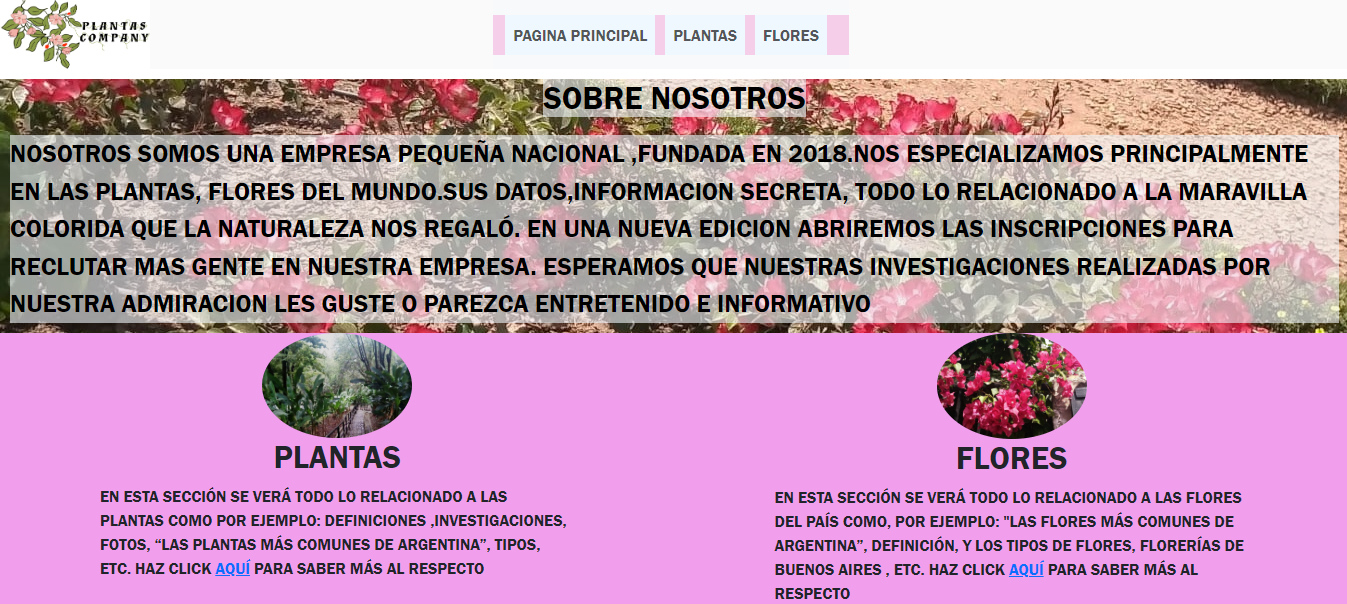 PLANTAS
COMPANY
PAGINA PRINCIPAL PLANTAS FLORES
SOBRE NOSOTROS
NOSOTROS SOMOS UNA EMPRESA PEQUEÑA NACIONAL ,FUNDADA EN 2018.NOS ESPECIALIZAMOS PRINCIPALMENTE
EN LAS PLANTAS, FLORES DEL MUNDO.SUS DATOS,INFORMACION SECRETA, TODO LO RELACIONADO A LA MARAVILLA
COLORIDA QUE LA NATURALEZA NOS REGALÓ. EN UNA NUEVA EDICION ABRIREMOS LAS INSCRIPCIONES PARA
RECLUTAR MAS GENTE EN NUESTRA EMPRESA. ESPERAMOS QUE NUESTRAS INVESTIGACIONES REALIZADAS POR
NUESTRA ADMIRACION LES GUSTE O PAREZCA ENTRETENIDO E INFORMATIVO
PLANTAS
EN ESTA SECCIÓN SE VERÁ TODO LO RELACIONADO A LAS
PLANTAS COMO POR EJEMPLO: DEFINICIONES ,INVESTIGACIONES,
FOTOS, “LAS PLANTAS MÁS COMUNES DE ARGENTINA”, TIPOS,
ETC. HAZ CLICK AQUÍ PARA SABER MÁS AL RESPECTO
FLORES
EN ESTA SECCIÓN SE VERÁ TODO LO RELACIONADO A LAS FLORES
DEL PAÍS COMO, POR EJEMPLO: "LAS FLORES MÁS COMUNES DE
ARGENTINA”, DEFINICIÓN, Y LOS TIPOS DE FLORES, FLORERÍAS DE
BUENOS AIRES , ETC. HAZ CLICK AQUÍ PARA SABER MÁS AL
RESPECTO